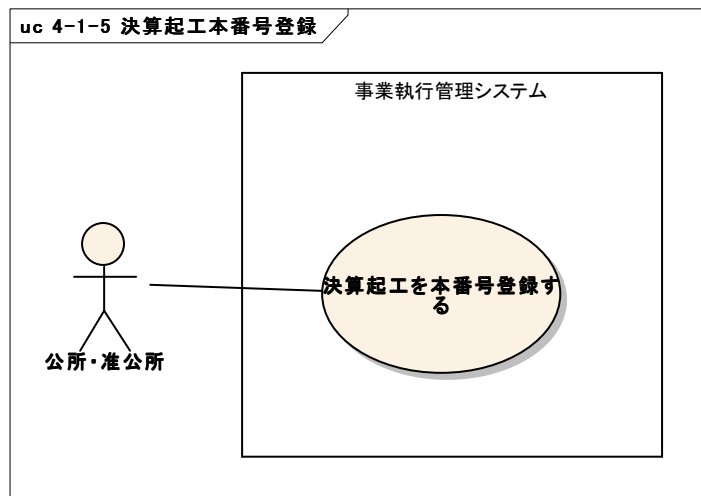 uc 4-1-5 決算起工本番号登録
事業執行管理システム
決算起工を本番号登録す
る
公所・准公所